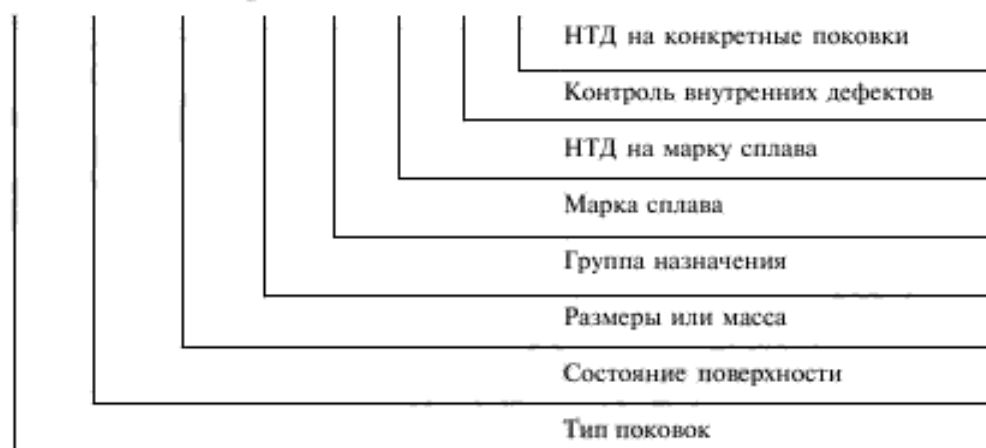 НТД на конкретные поковки
Контроль внутренних дефектов
НТД на марку сплава
Марка сплава
Группа назначения
Размеры или масса
Состояние поверхности
Тип поковок